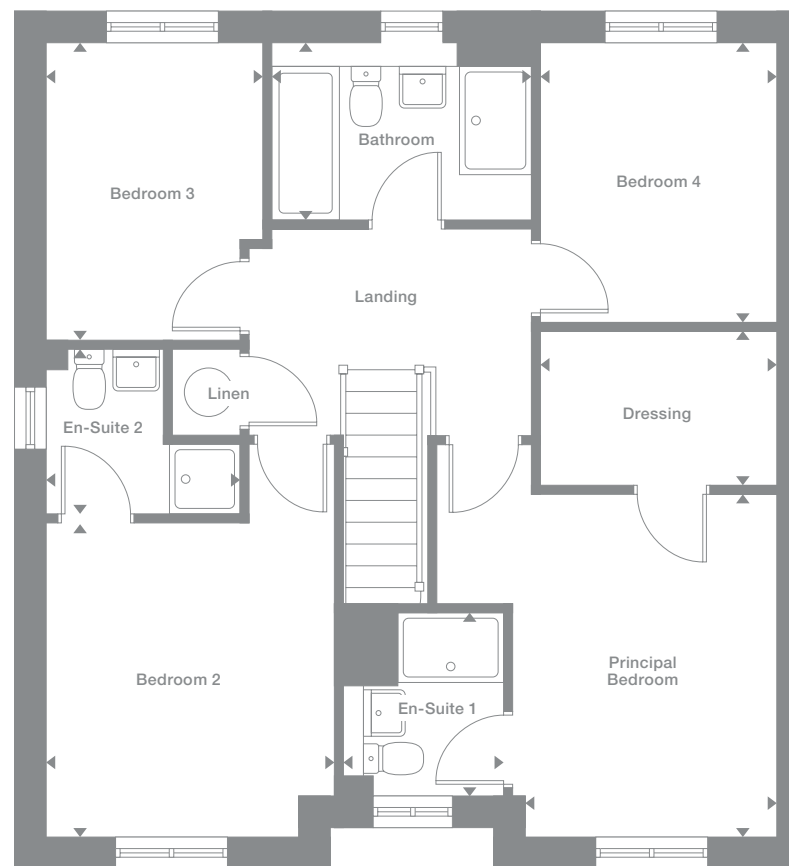 Bathroom
Bedroom 4
Bedroom 3
Landing
Linen
Dressing
En-Suite 2
Principal
Bedroom
Bedroom 2
En-Suite 1